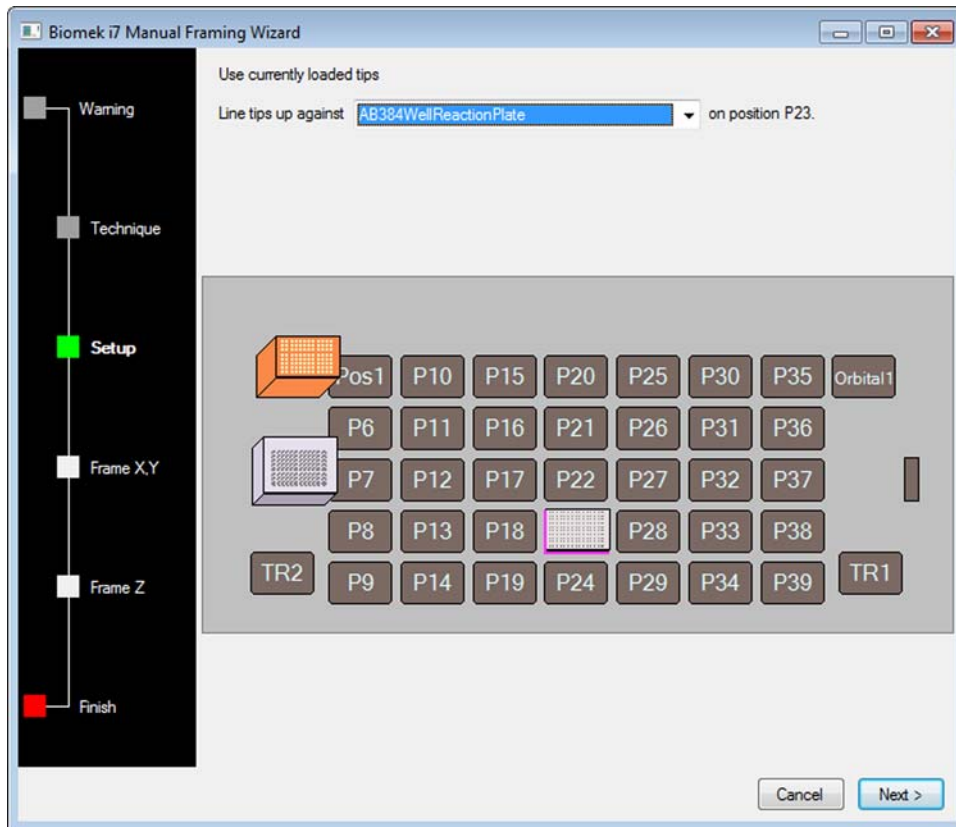 Biomek i7 Manual Framing Wizard
Warning
Technique
Setup
Frame X,Y
Frame Z
Finish
Use currently loaded tips
Line tips up against AB384WellReactionPlate on position P23.
Pos1 P10 P15 P20 P25 P30 P35 Orbital1
P6 P11 P16 P21 P26 P31 P36
P7 P12 P17 P22 P27 P32 P37
P8 P13 P18 P28 P33 P38
TR2 P9 P14 P19 P24 P29 P34 P39 TR1
Cancel Next >